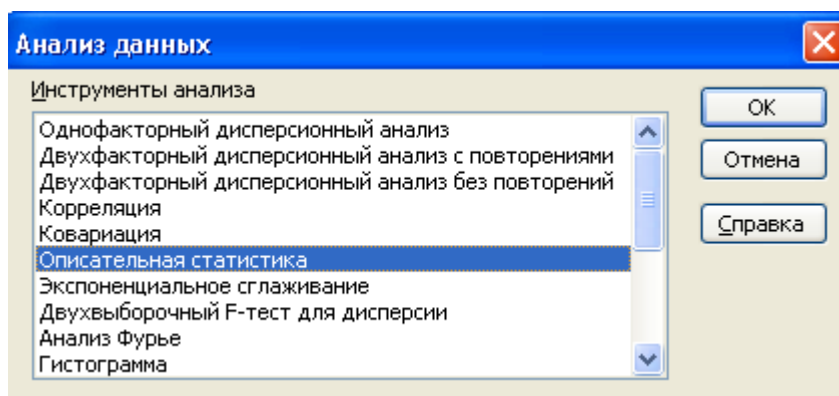 Анализ данных
Инструменты анализа
Однофакторный дисперсионный анализ
Двухфакторный дисперсионный анализ с повторениями
Двухфакторный дисперсионный анализ без повторений
Корреляция
Ковариация
Описательная статистика
Экспоненциальное сглаживание
Двухвыборочный F-тест для дисперсии
Анализ Фурье
Гистограмма
ОК
Отмена
Справка